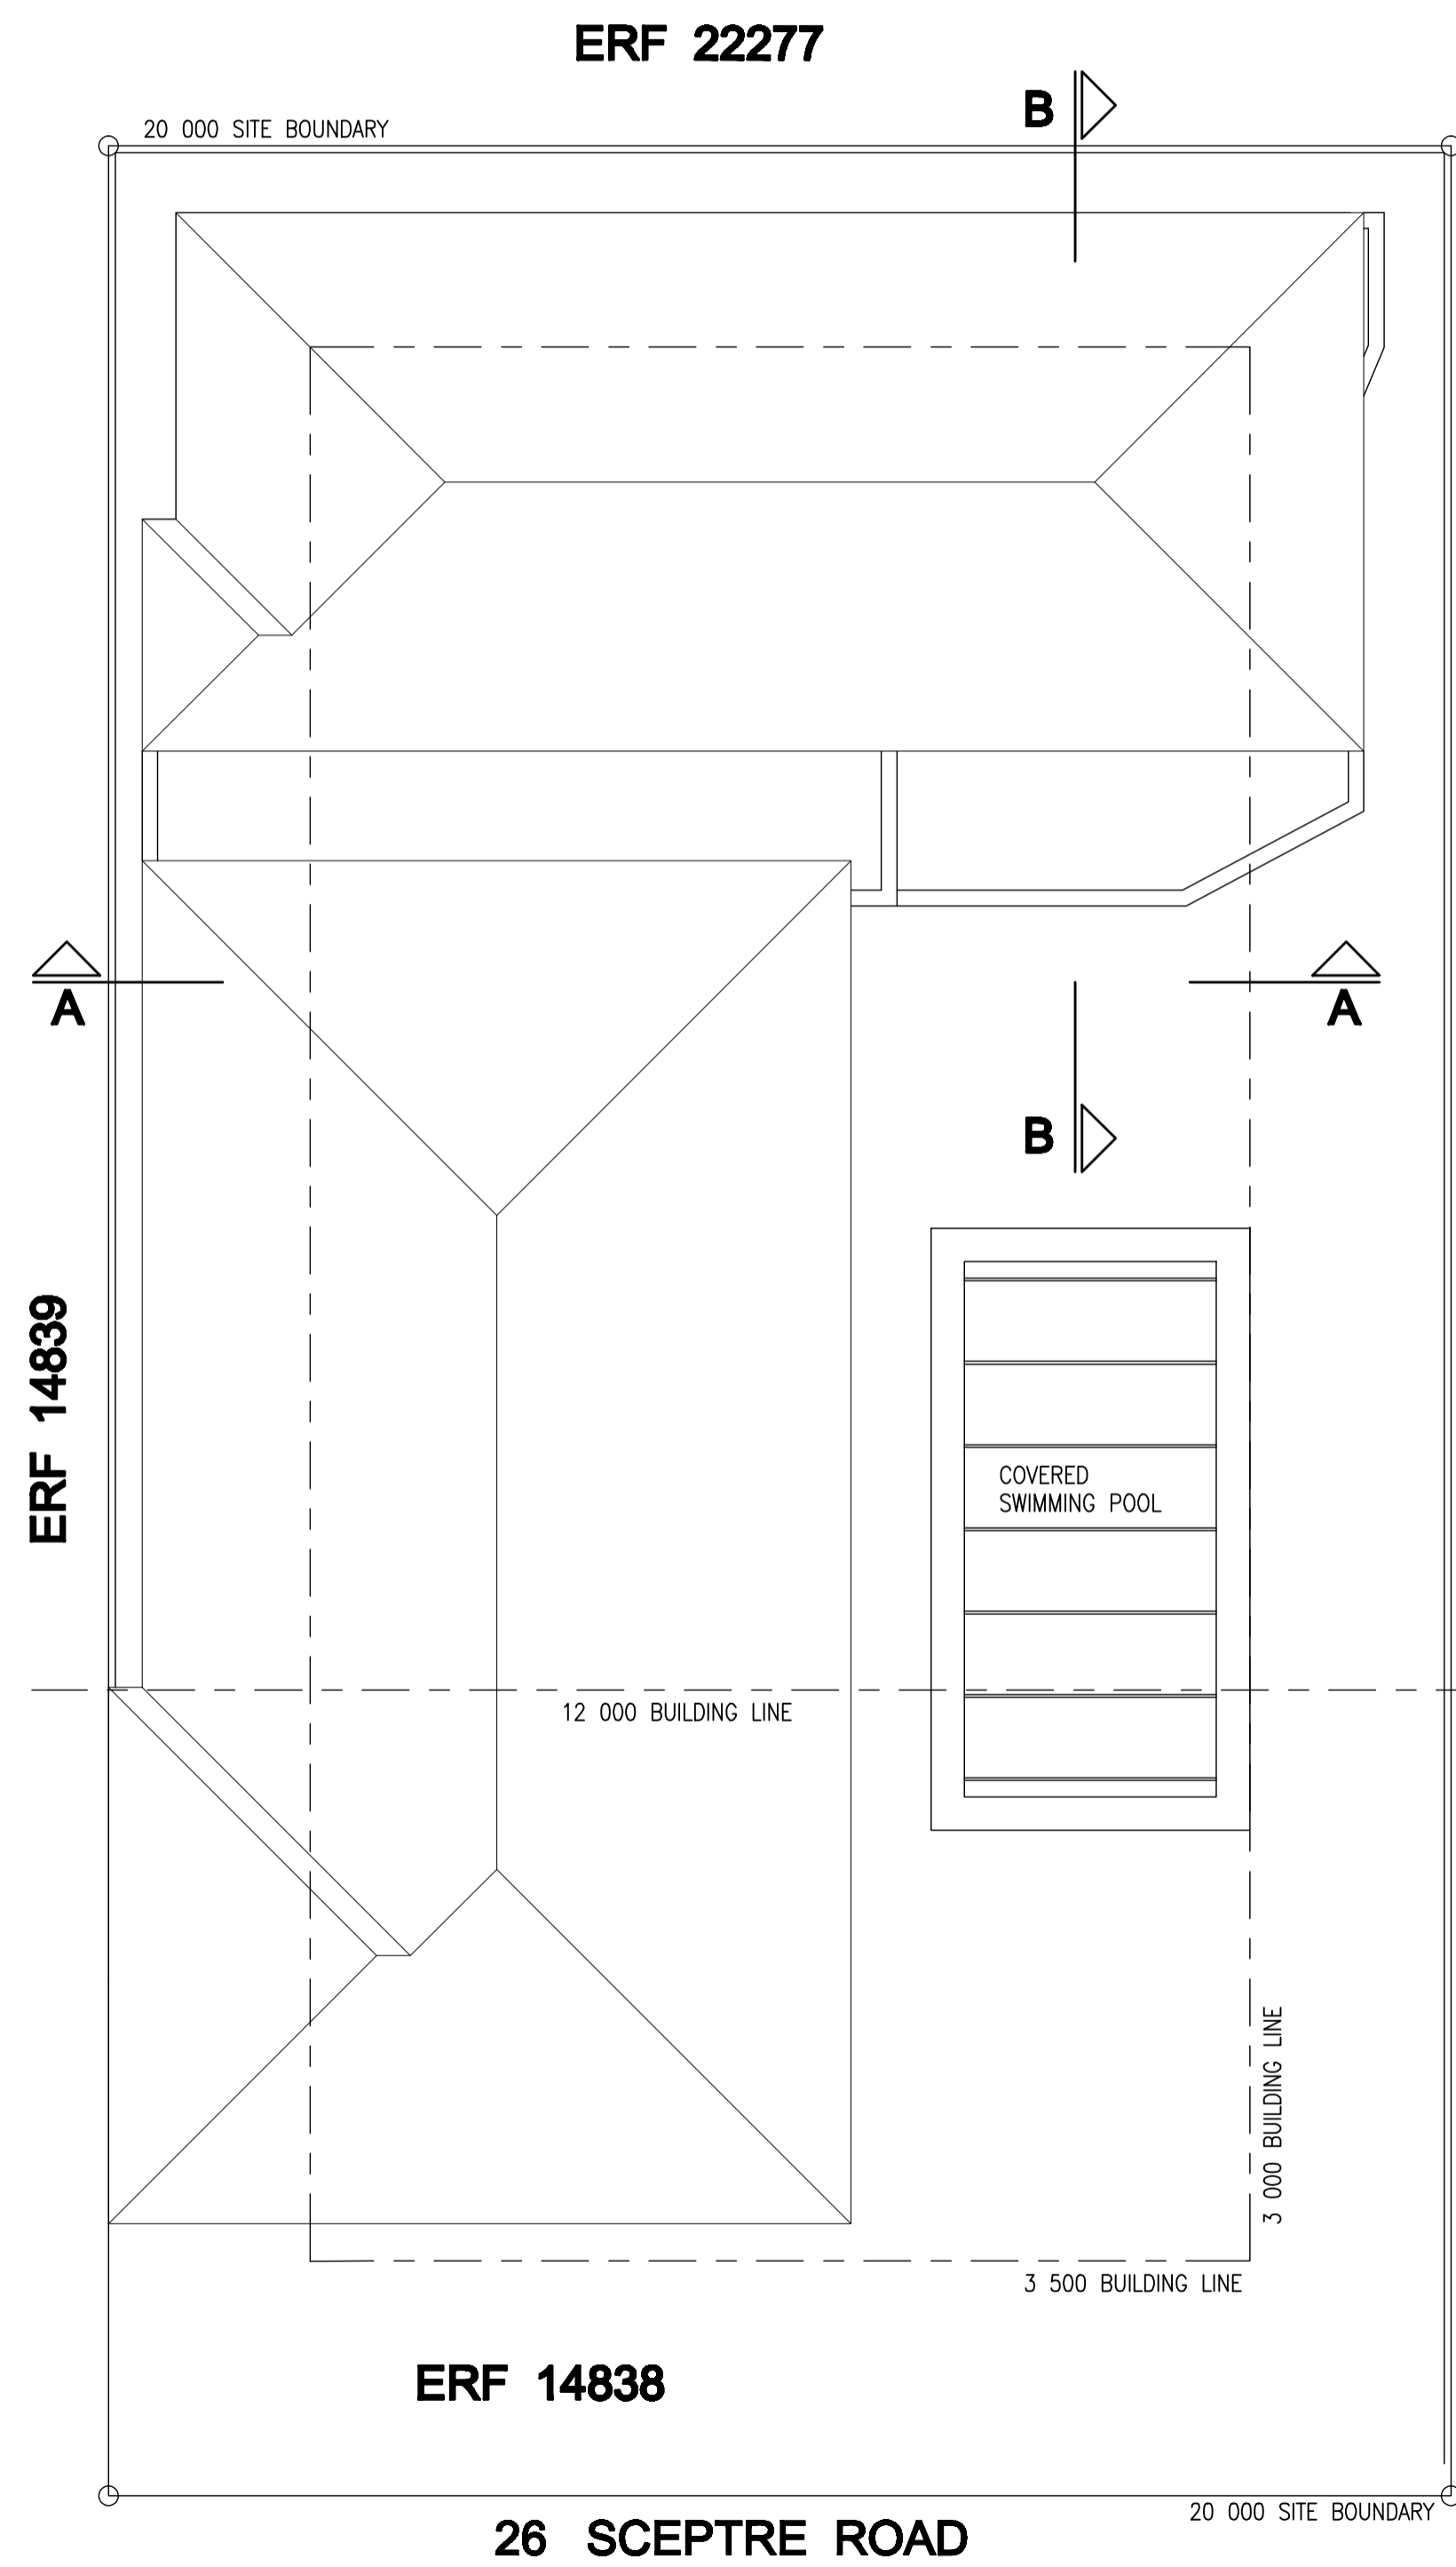 ERF 22277
B
20 000 SITE BOUNDARY
A
A
B
ERF 14839
COVERED
SWIMMING POOL
12 000 BUILDING LINE
3 000 BUILDING LINE
3 500 BUILDING LINE
ERF 14838
20 000 SITE BOUNDARY
26 SCEPTRE ROAD